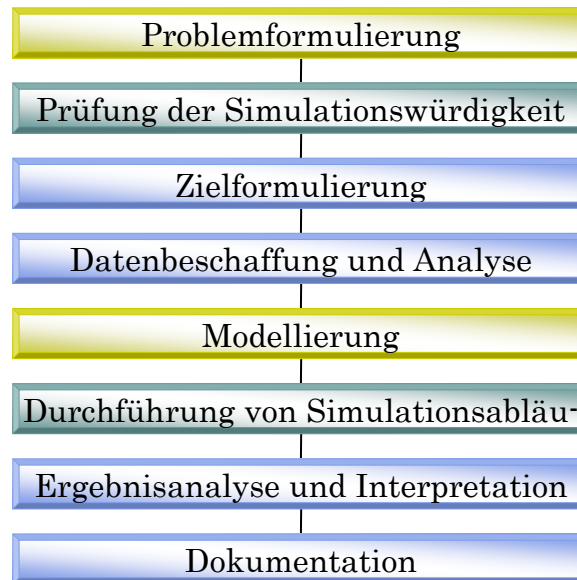 Problemformulierung
Prüfung der Simulationswürdigkeit
Zielformulierung
Datenbeschaffung und Analyse
Modellierung
Durchführung von Simulationsabläu-
Ergebnisanalyse und Interpretation
Dokumentation